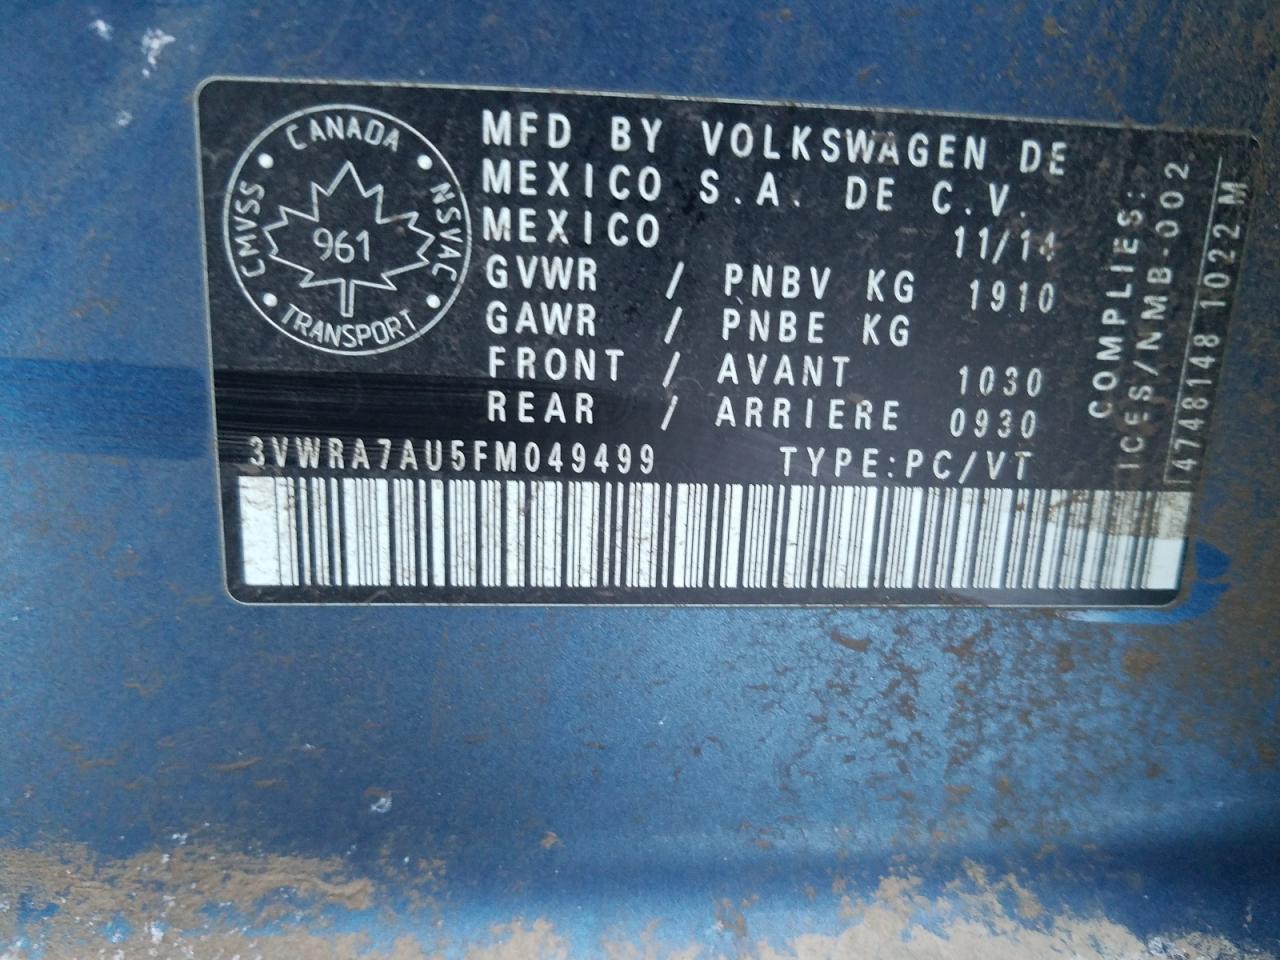 CANADA
CMVSS
961
NSVAC
TRANSPORT
MFD BY VOLKSWAGEN DE
MEXICO S.A. DE C.V.
MEXICO 11/14
GVWR / PNBV KG 1910
GAWR / PNBE KG
FRONT / AVANT 1030
REAR / ARRIERE 0930
3VWRA7AU5FM049499 TYPE:PC/VT
COMPLIES:
ICES/NMB-002
4748148 1022M